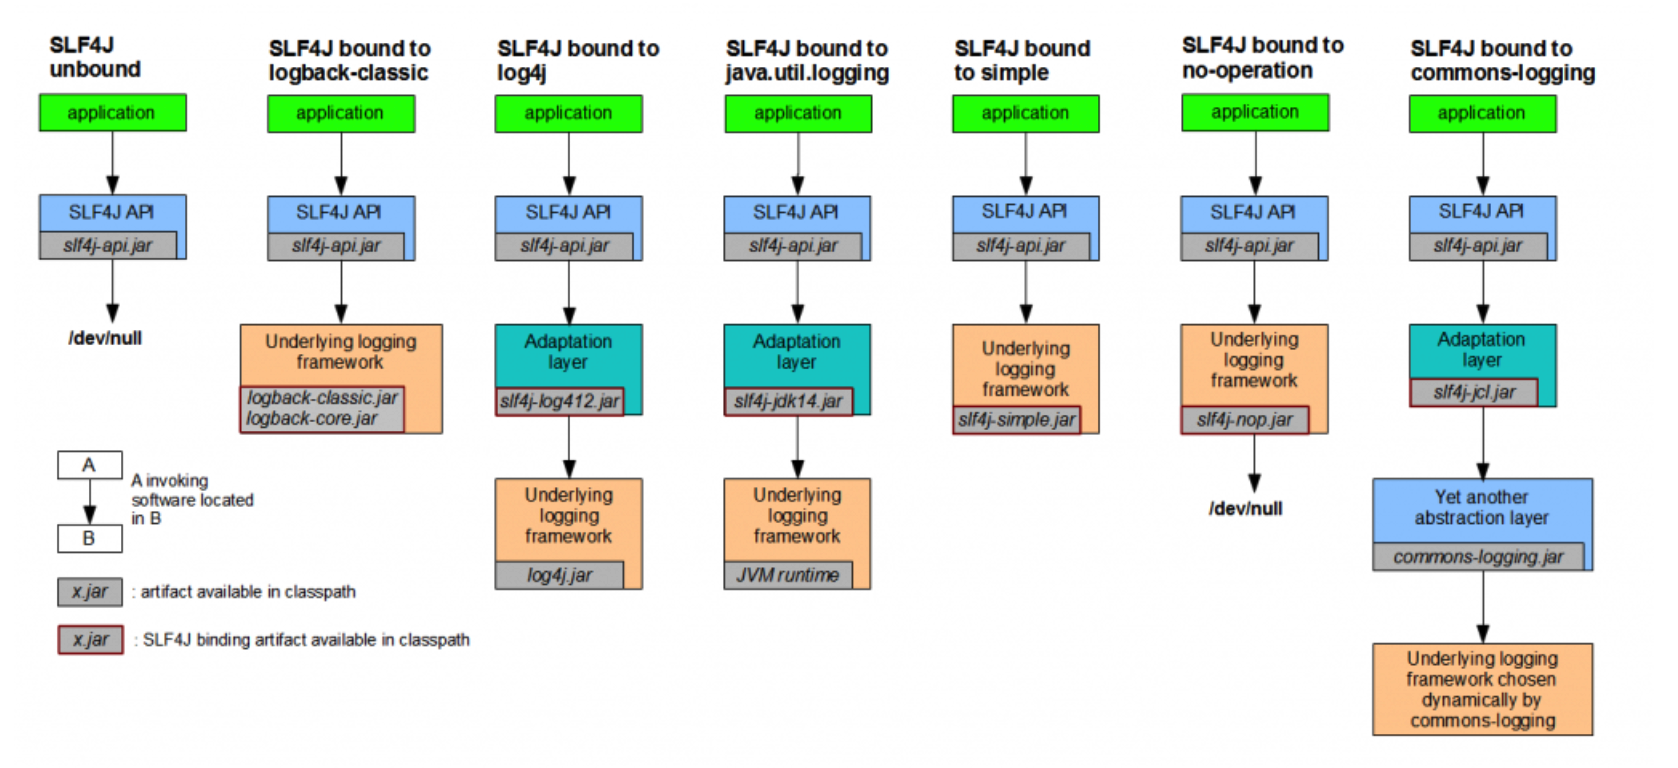 SLF4J
unbound
application
SLF4J API
slf4j-api.jar
/dev/null
SLF4J bound to
logback-classic
application
SLF4J API
slf4j-api.jar
Underlying logging
framework
logback-classic.jar
logback-core.jar
SLF4J bound to
log4j
application
SLF4J API
slf4j-api.jar
Adaptation
layer
slf4j-log412.jar
Underlying
logging
framework
log4j.jar
SLF4J bound to
java.util.logging
application
SLF4J API
slf4j-api.jar
Adaptation
layer
slf4j-jdk14.jar
Underlying
logging
framework
JVM runtime
SLF4J bound
to simple
application
SLF4J API
slf4j-api.jar
Underlying
logging
framework
slf4j-simple.jar
SLF4J bound to
no-operation
application
SLF4J API
slf4j-api.jar
Underlying
logging
framework
slf4j-nop.jar
/dev/null
SLF4J bound to
commons-logging
application
SLF4J API
slf4j-api.jar
Adaptation
layer
slf4j-jcl.jar
Yet another
abstraction layer
commons-logging.jar
Underlying logging
framework chosen
dynamically by
commons-logging
A
B
A invoking
software located
in B
x.jar : artifact available in classpath
x.jar : SLF4J binding artifact available in classpath